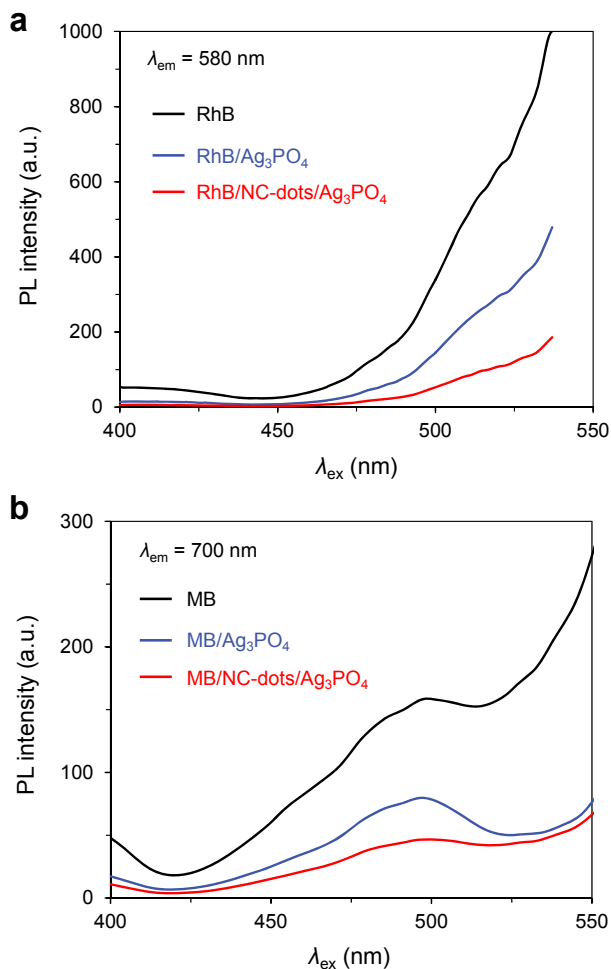 a
PL intensity (a.u.)
1000
800
600
400
200
0
λem = 580 nm
RhB
RhB/Ag₃PO₄
RhB/NC-dots/Ag₃PO₄
400 450 500 550
λex (nm)
b
PL intensity (a.u.)
300
200
100
0
λem = 700 nm
MB
MB/Ag₃PO₄
MB/NC-dots/Ag₃PO₄
400 450 500 550
λex (nm)